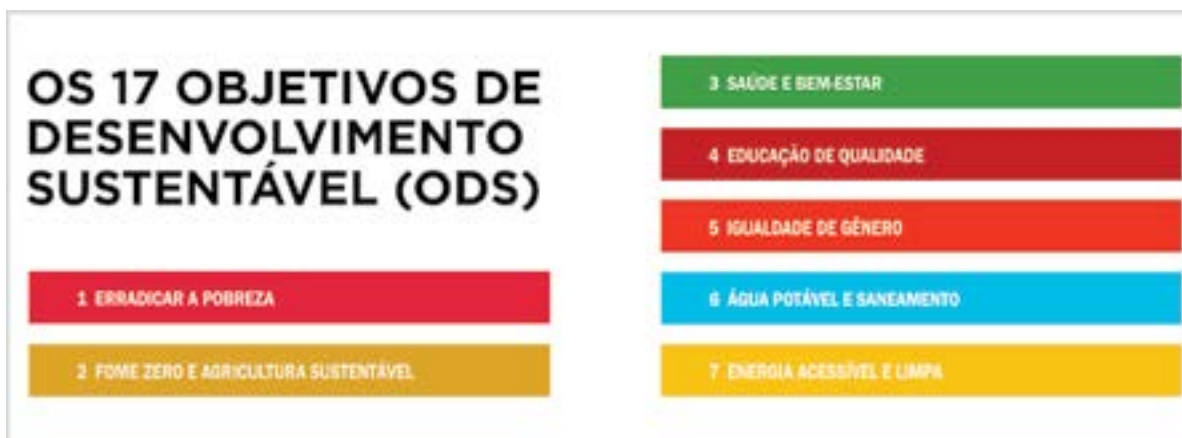 OS 17 OBJETIVOS DE
DESENVOLVIMENTO
SUSTENTÁVEL (ODS)
1 ERRADICAR A POBREZA
2 FOME ZERO E AGRICULTURA SUSTENTÁVEL
3 SAÚDE E BEM-ESTAR
4 EDUCAÇÃO DE QUALIDADE
5 IGUALDADE DE GÊNERO
6 ÁGUA POTÁVEL E SANEAMENTO
7 ENERGIA ACESSÍVEL E LIMPA